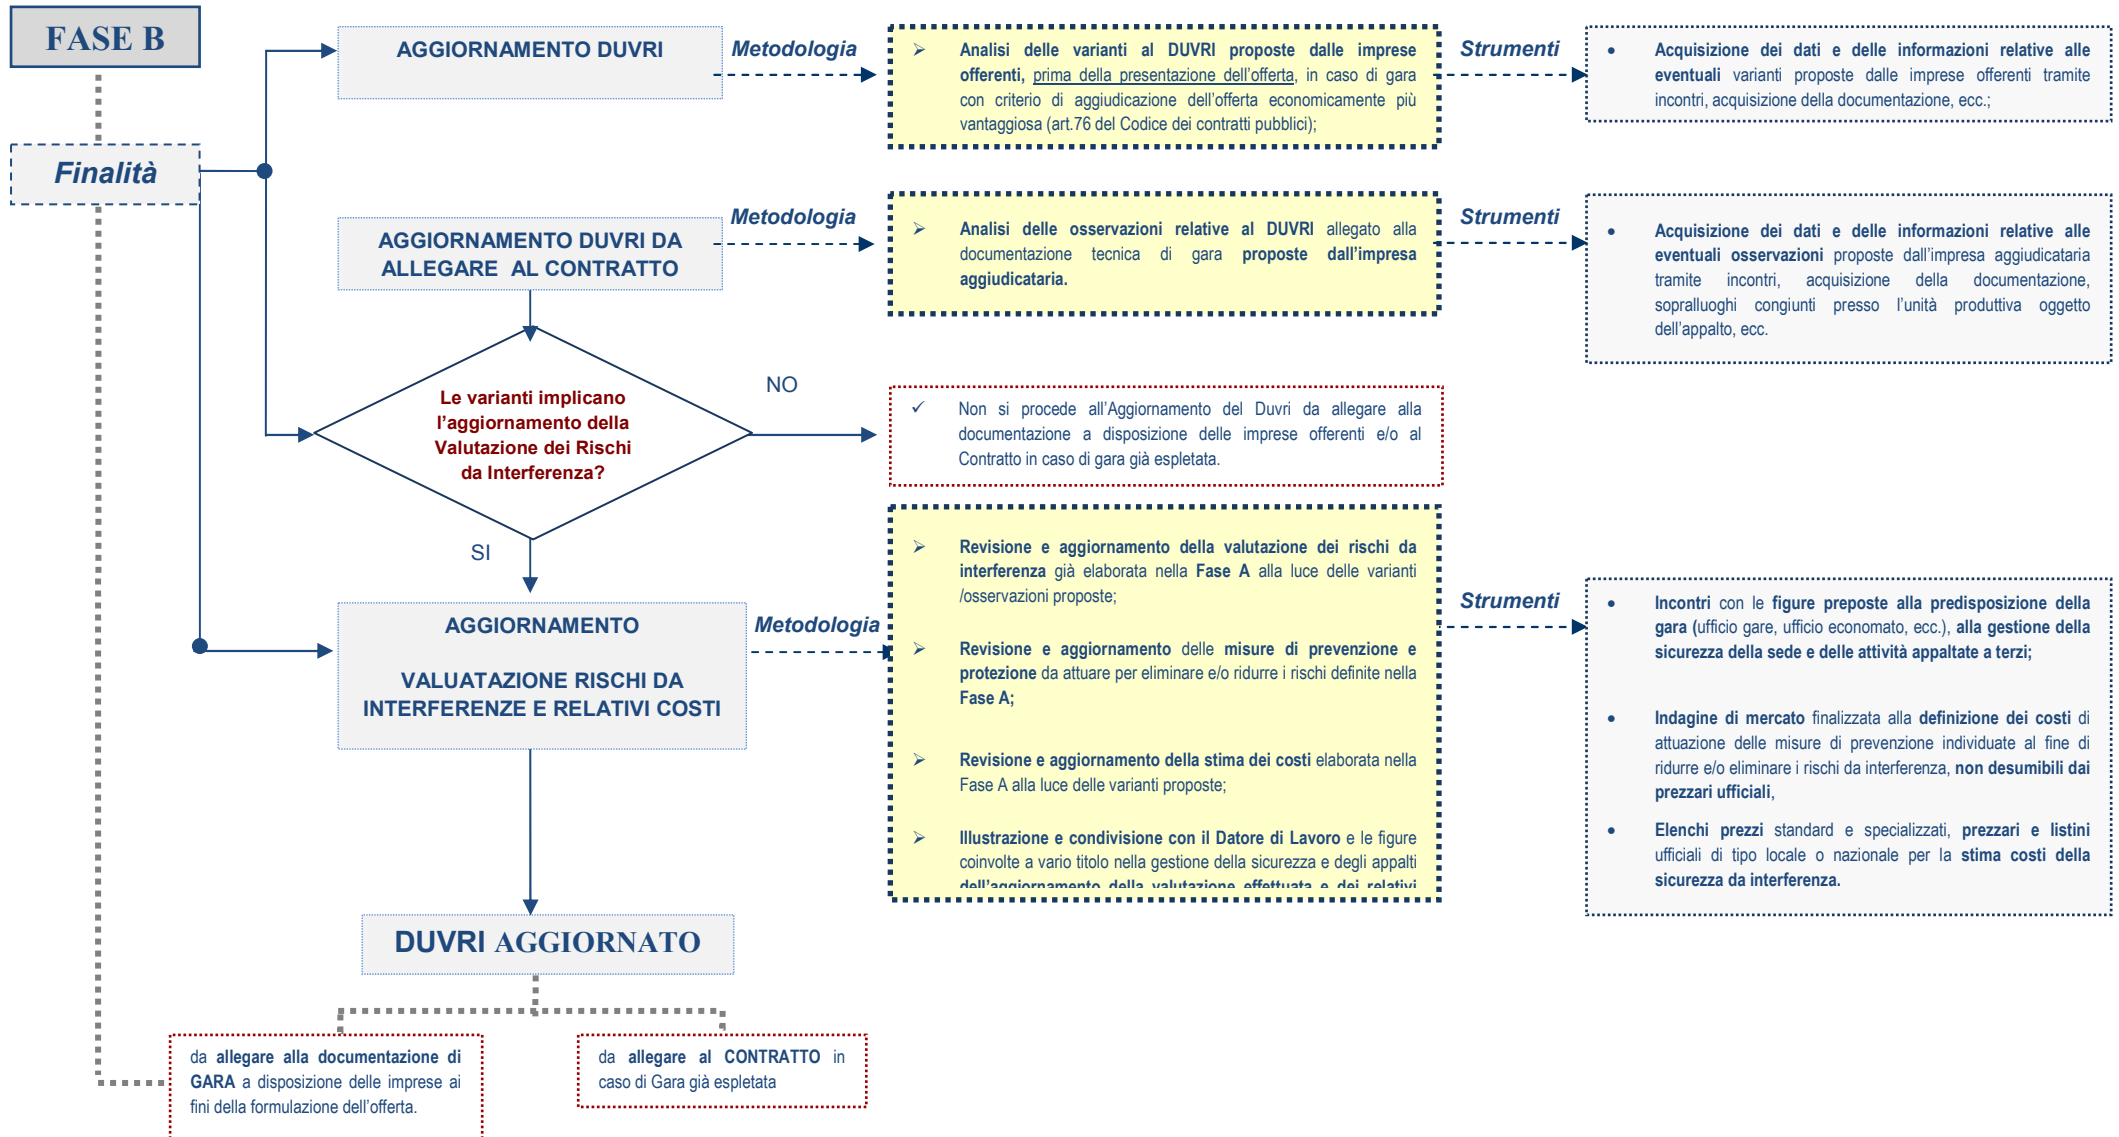 FASE B
Finalità
AGGIORNAMENTO DUVRI
Metodologia
➢ Analisi delle varianti al DUVRI proposte dalle imprese
offerenti, prima della presentazione dell’offerta, in caso di gara
con criterio di aggiudicazione dell’offerta economicamente più
vantaggiosa (art.76 del Codice dei contratti pubblici);
Strumenti
• Acquisizione dei dati e delle informazioni relative alle
eventuali varianti proposte dalle imprese offerenti tramite
incontri, acquisizione della documentazione, ecc.;
AGGIORNAMENTO DUVRI DA
ALLEGARE AL CONTRATTO
Metodologia
➢ Analisi delle osservazioni relative al DUVRI allegato alla
documentazione tecnica di gara proposte dall’impresa
aggiudicataria.
Strumenti
• Acquisizione dei dati e delle informazioni relative alle
eventuali osservazioni proposte dall’impresa aggiudicataria
tramite incontri, acquisizione della documentazione,
sopralluoghi congiunti presso l’unità produttiva oggetto
dell’appalto, ecc.
Le varianti implicano
l’aggiornamento della
Valutazione dei Rischi
da Interferenza?
NO
✓ Non si procede all’Aggiornamento del Duvri da allegare alla
documentazione a disposizione delle imprese offerenti e/o al
Contratto in caso di gara già espletata.
SI
AGGIORNAMENTO
VALUATAZIONE RISCHI DA
INTERFERENZE E RELATIVI COSTI
Metodologia
➢ Revisione e aggiornamento della valutazione dei rischi da
interferenza già elaborata nella Fase A alla luce delle varianti
/osservazioni proposte;
➢ Revisione e aggiornamento delle misure di prevenzione e
protezione da attuare per eliminare e/o ridurre i rischi definite nella
Fase A;
➢ Revisione e aggiornamento della stima dei costi elaborata nella
Fase A alla luce delle varianti proposte;
➢ Illustrazione e condivisione con il Datore di Lavoro e le figure
coinvolte a vario titolo nella gestione della sicurezza e degli appalti
dell’aggiornamento della valutazione effettuata e dei relativi
Strumenti
• Incontri con le figure preposte alla predisposizione della
gara (ufficio gare, ufficio economato, ecc.), alla gestione della
sicurezza della sede e delle attività appaltate a terzi;
• Indagine di mercato finalizzata alla definizione dei costi di
attuazione delle misure di prevenzione individuate al fine di
ridurre e/o eliminare i rischi da interferenza, non desumibili dai
prezzari ufficiali,
• Elenchi prezzi standard e specializzati, prezzari e listini
ufficiali di tipo locale o nazionale per la stima costi della
sicurezza da interferenza.
DUVRI AGGIORNATO
da allegare alla documentazione di
GARA a disposizione delle imprese ai
fini della formulazione dell’offerta.
da allegare al CONTRATTO in
caso di Gara già espletata